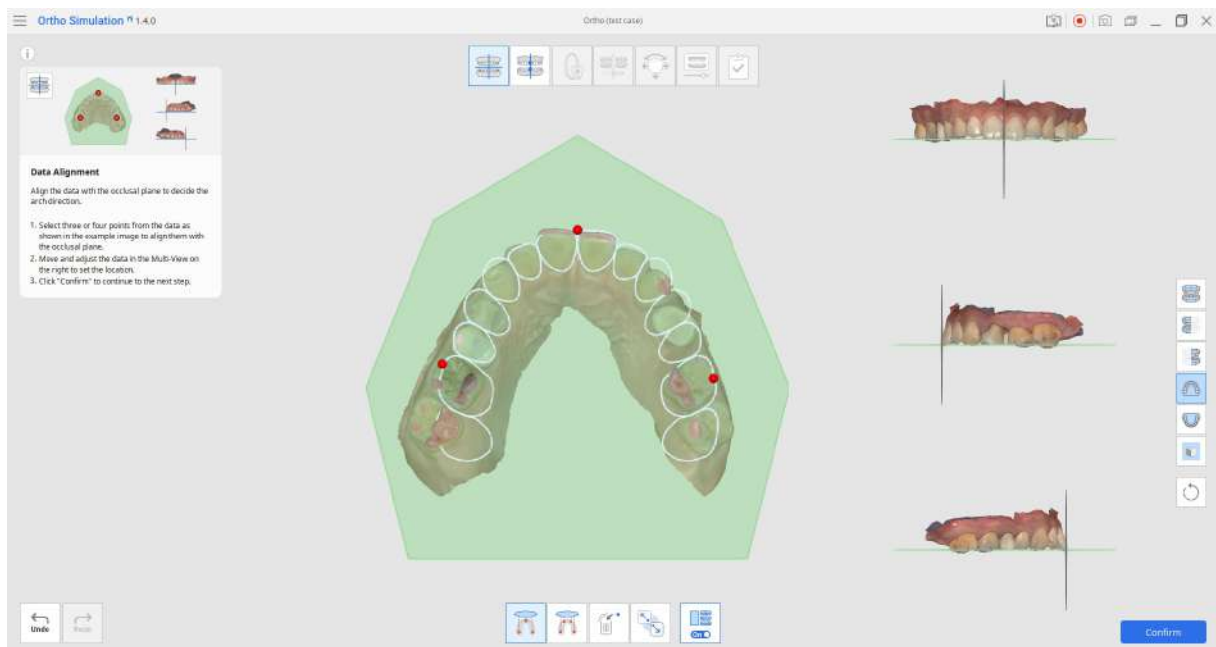 Ortho Simulation 1.4.0
Ortho (test case)
Data Alignment
Align the data with the occlusal plane to decide the
arch direction.
1. Select three or four points from the data as
shown in the example image to align them with
the occlusal plane.
2. Move and adjust the data in the Multi-View on
the right to set the location.
3. Click "Confirm" to continue to the next step.
Undo
Redo
On
Confirm